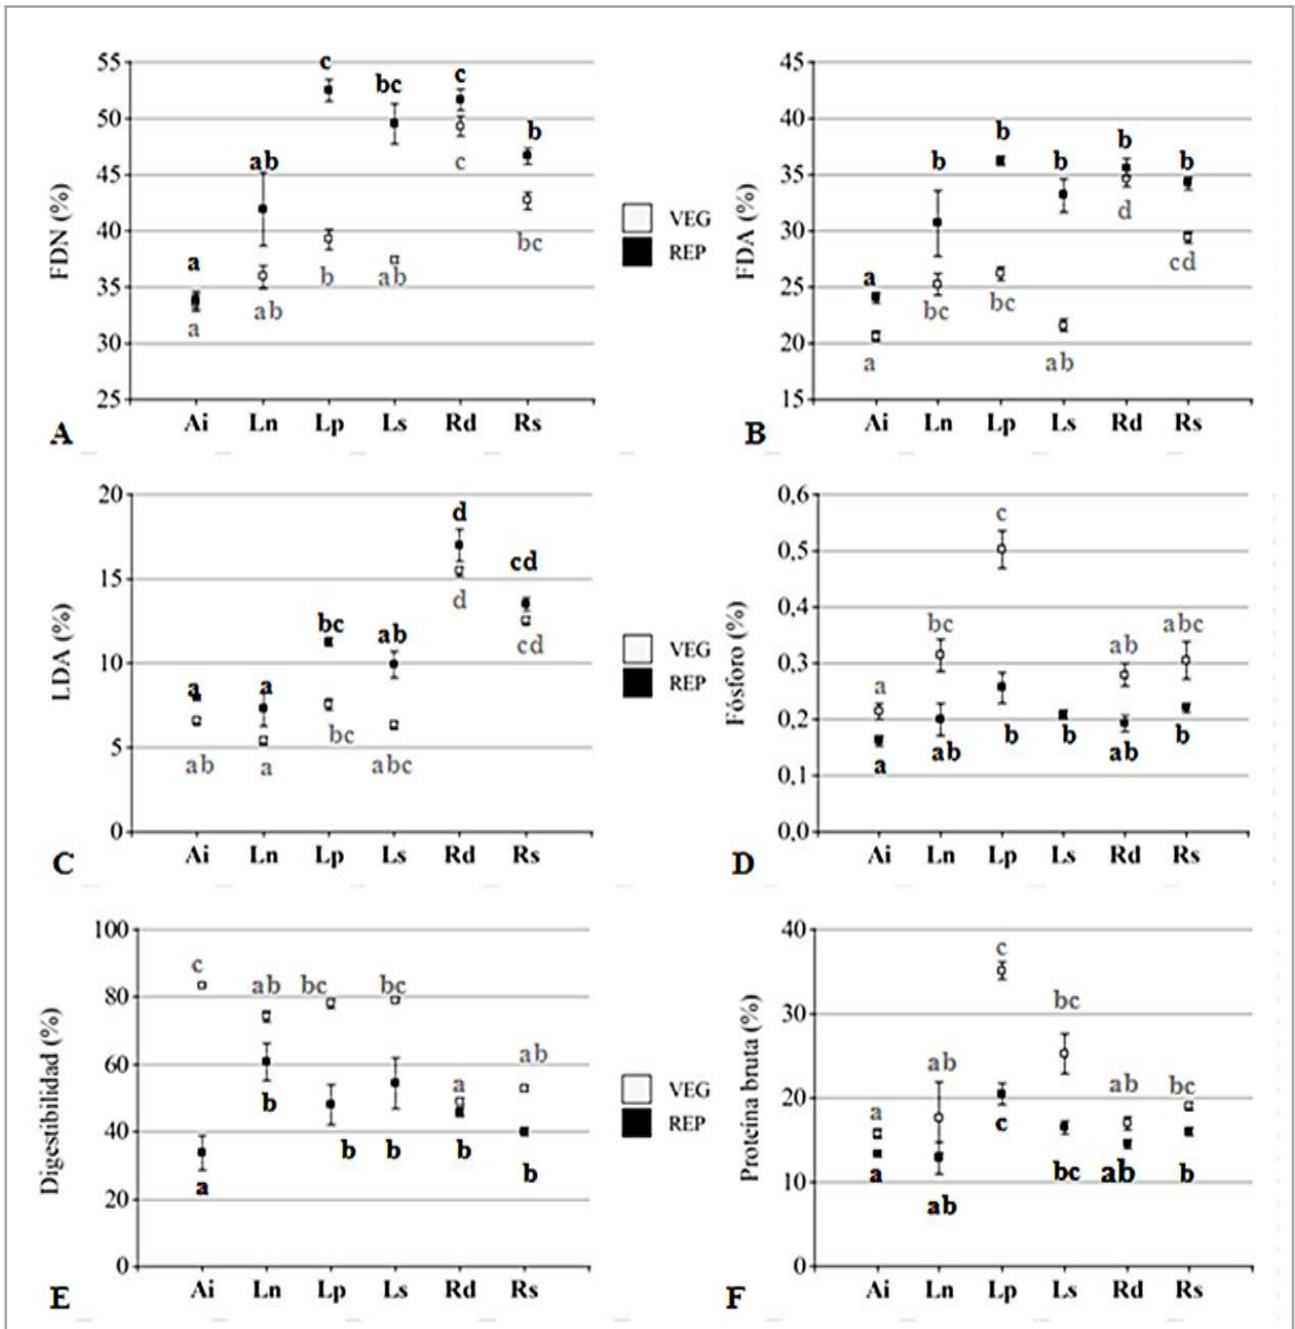 55
50
45
40
35
30
25
FDN (%)
a
a
ab
ab
c
b
bc
ab
c
c
b
bc
Ai Ln Lp Ls Rd Rs
A
VEG
REP
45
40
35
30
25
20
15
FDA (%)
a
a
b
bc
b
bc
b
ab
b
d
b
cd
Ai Ln Lp Ls Rd Rs
B
20
15
10
5
0
LDA (%)
a
ab
a
a
bc
bc
ab
abc
d
d
cd
cd
Ai Ln Lp Ls Rd Rs
C
VEG
REP
0,6
0,5
0,4
0,3
0,2
0,1
0,0
Fósforo (%)
a
a
bc
ab
c
b
b
ab
ab
abc
b
Ai Ln Lp Ls Rd Rs
D
100
80
60
40
20
0
Digestibilidad (%)
c
a
ab
b
bc
b
bc
b
a
b
ab
b
Ai Ln Lp Ls Rd Rs
E
VEG
REP
40
30
20
10
0
Proteína bruta (%)
a
a
ab
ab
c
c
bc
bc
ab
ab
bc
b
Ai Ln Lp Ls Rd Rs
F